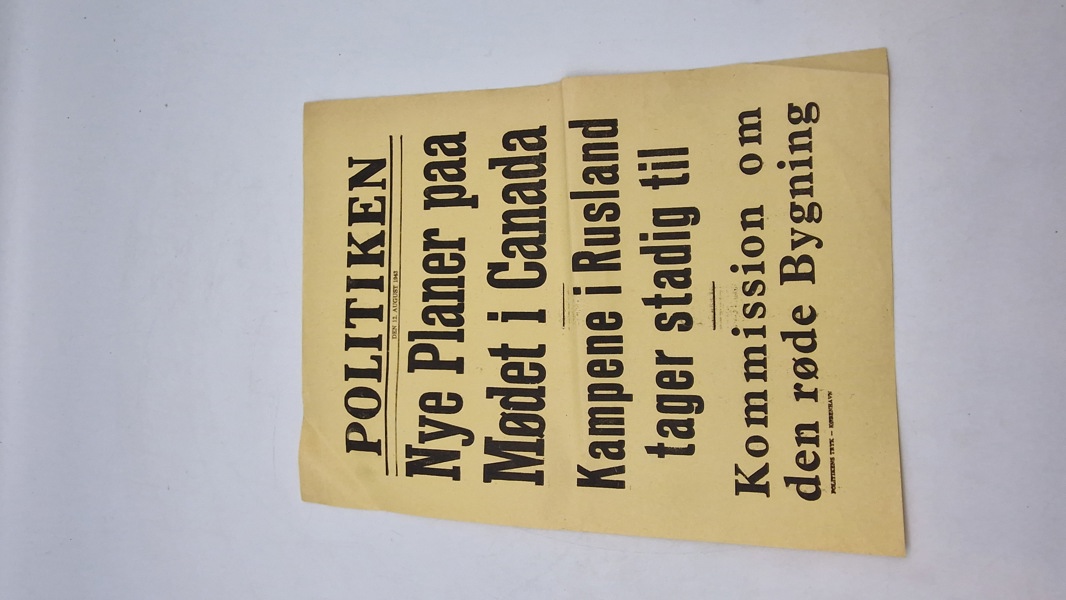 POLITIKEN
DEN 12. AUGUST 1943
Nye Planer paa
Mødet i Canada
Kampene i Rusland
tager stadig til
Kommission om
den røde Bygning
POLITIKENS TRYK — KØBENHAVN